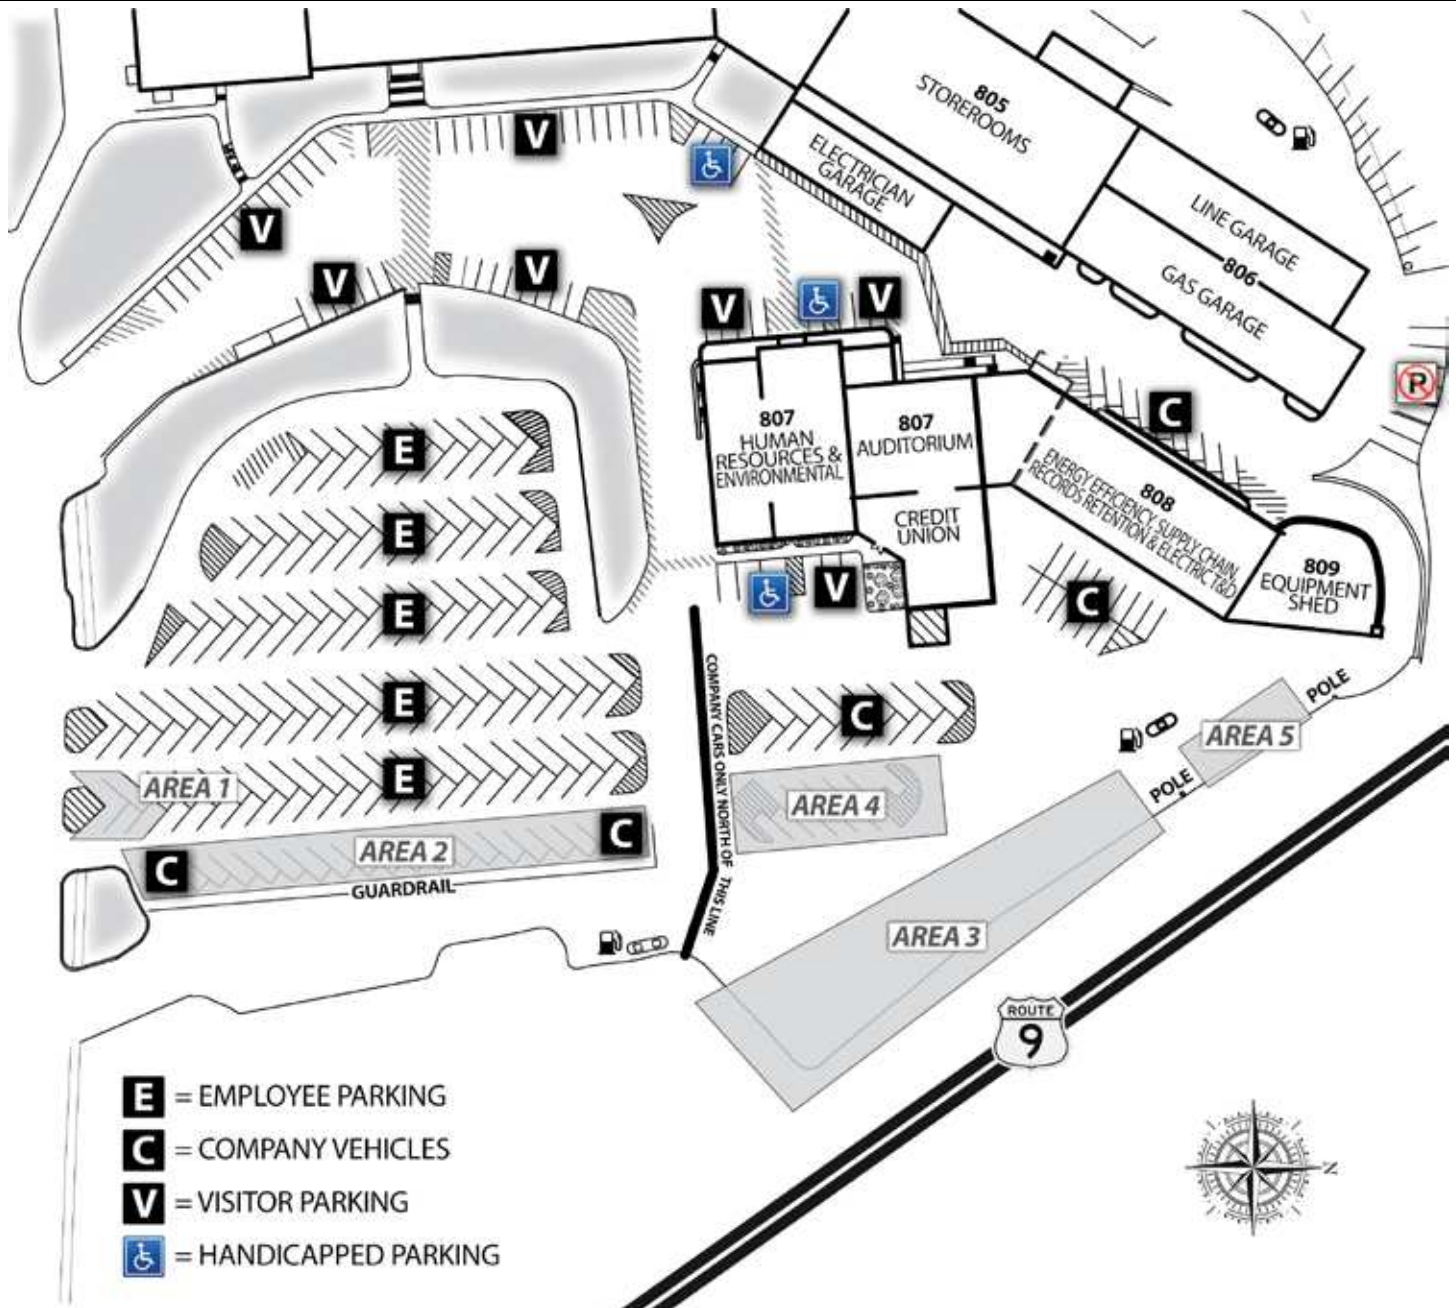 805
STOREROOMS
ELECTRICIAN
GARAGE
LINE GARAGE
806
GAS GARAGE
V
V
V
V
V
V
P
C
807
HUMAN
RESOURCES &
ENVIRONMENTAL
807
AUDITORIUM
CREDIT
UNION
808
ENERGY EFFICIENCY, SUPPLY CHAIN,
RECORDS RETENTION & ELECTRIC T&D
809
EQUIPMENT
SHED
E
E
E
E
E
V
C
C
COMPANY CARS ONLY NORTH OF THIS LINE
POLE
AREA 5
POLE
AREA 1
AREA 4
AREA 2
C
C
GUARDRAIL
AREA 3
ROUTE
9
N
E = EMPLOYEE PARKING
C = COMPANY VEHICLES
V = VISITOR PARKING
= HANDICAPPED PARKING